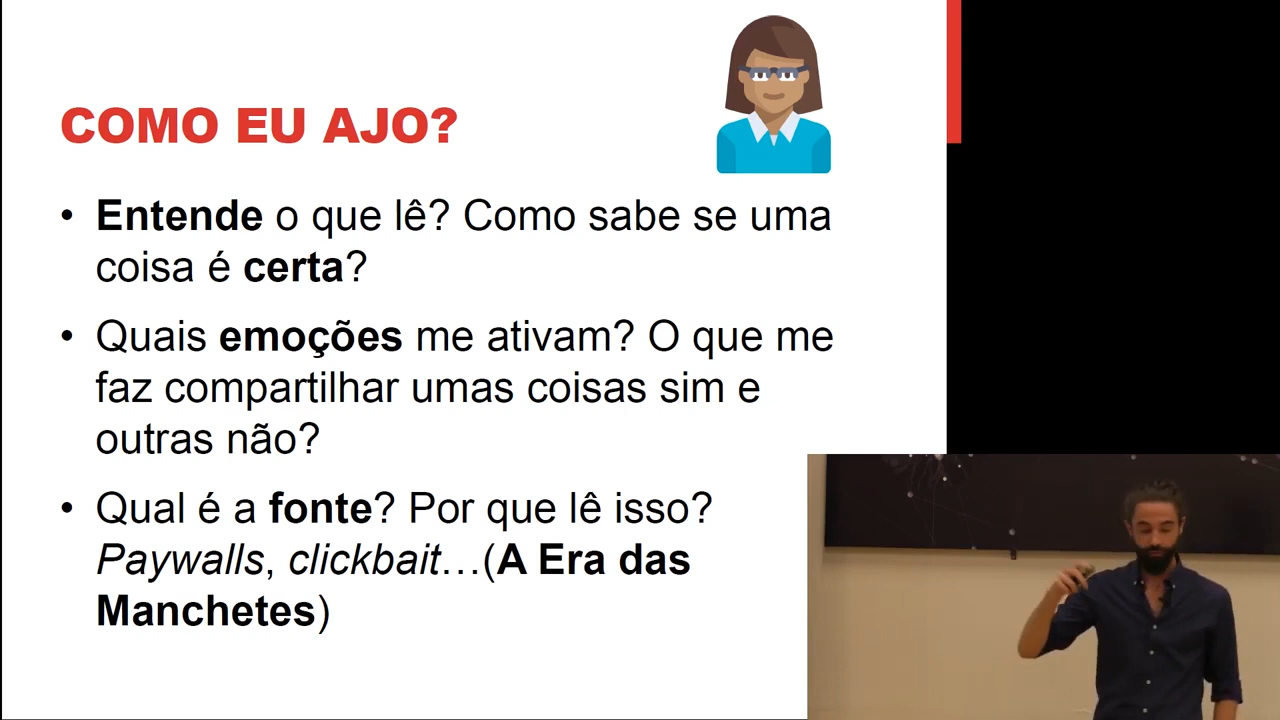 COMO EU AJO?
• Entende o que lê? Como sabe se uma
coisa é certa?
• Quais emoções me ativam? O que me
faz compartilhar umas coisas sim e
outras não?
• Qual é a fonte? Por que lê isso?
Paywalls, clickbait…(A Era das
Manchetes)